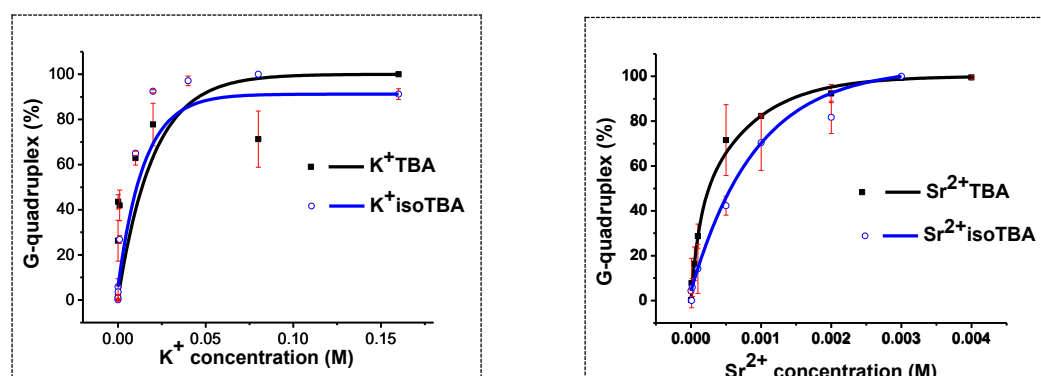 G-quadruplex (%)
100
80
60
40
20
0
K+TBA
K+isoTBA
0.00 0.05 0.10 0.15
K+ concentration (M)
G-quadruplex (%)
100
80
60
40
20
0
Sr2+TBA
Sr2+isoTBA
0.000 0.001 0.002 0.003 0.004
Sr2+ concentration (M)